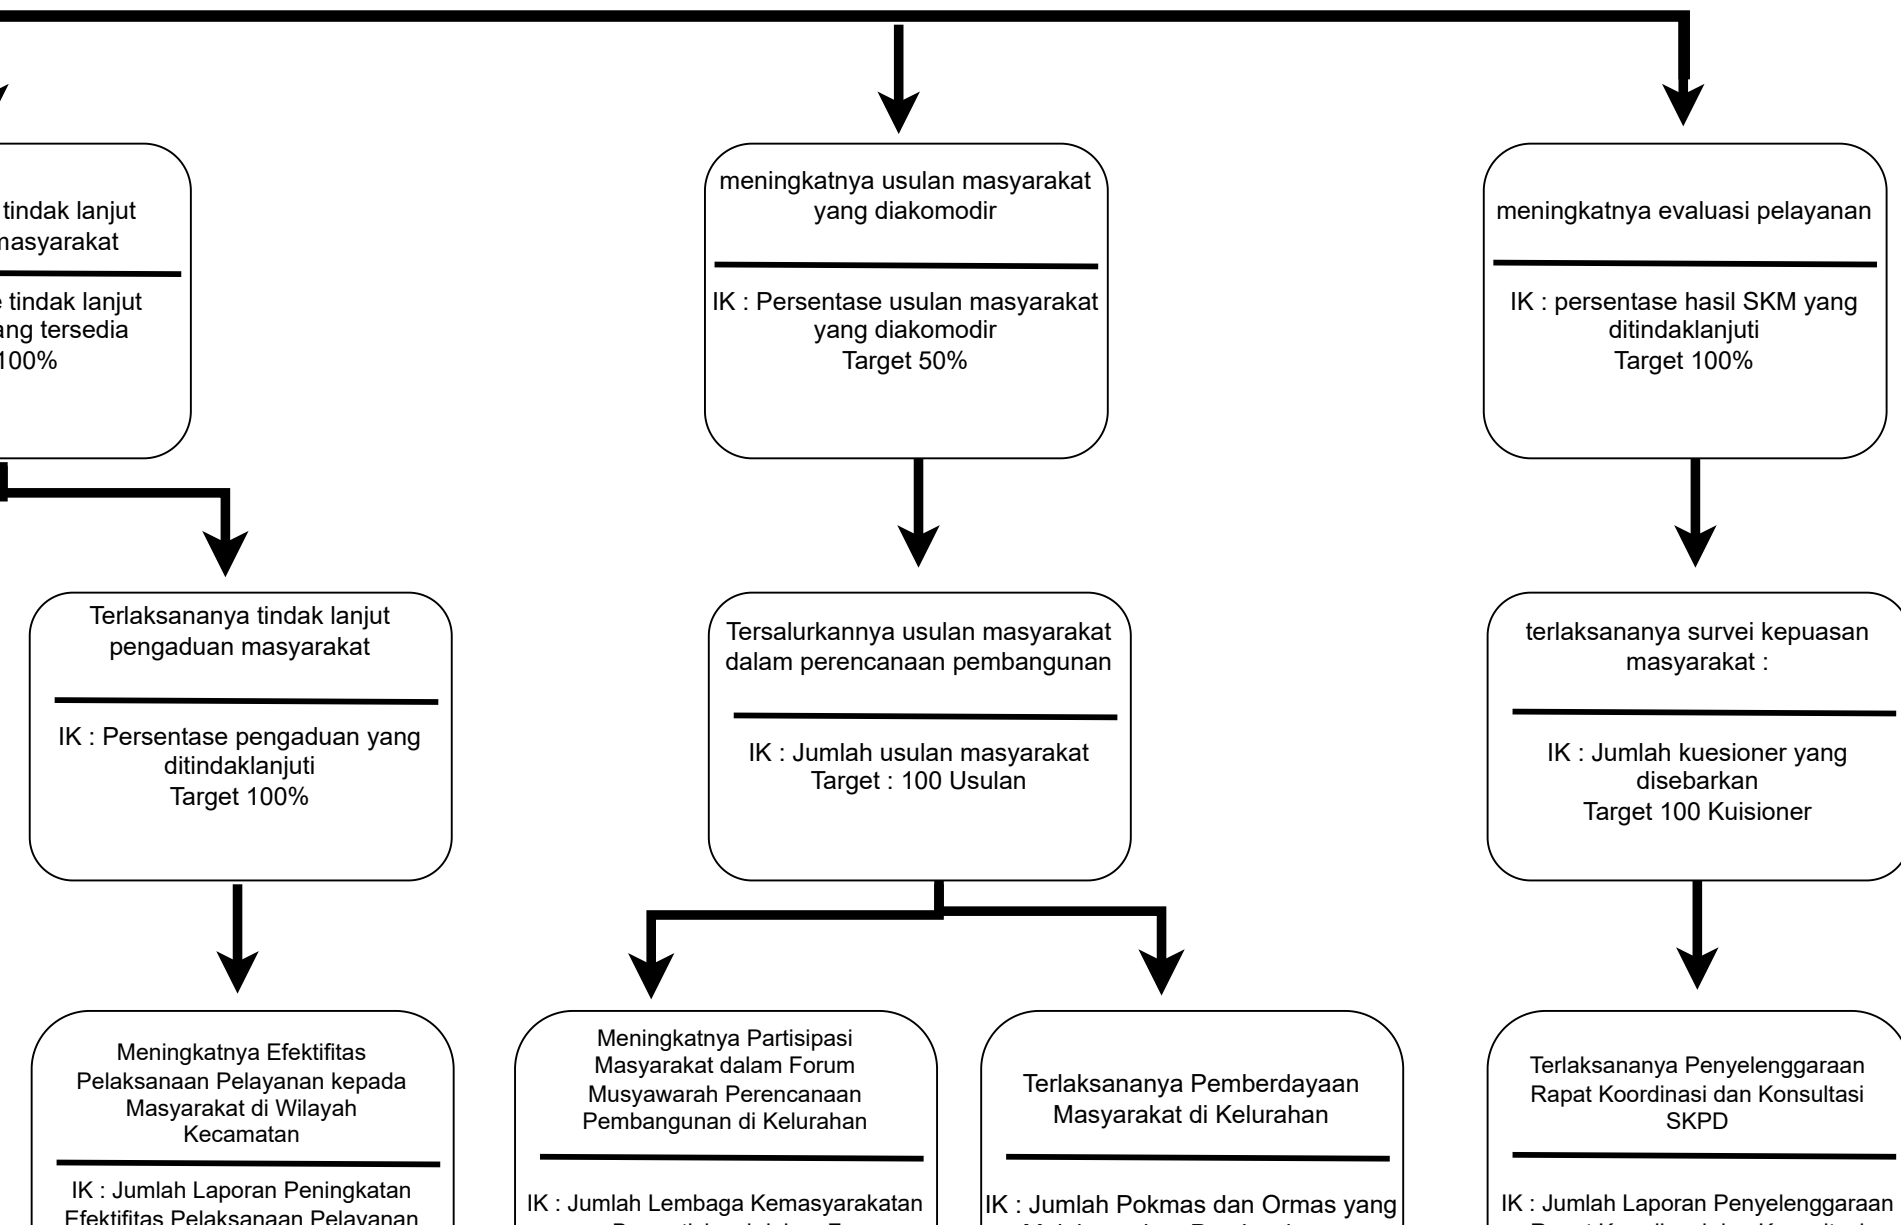 tindak lanjut
masyarakat
tindak lanjut
yang tersedia
100%
meningkatnya usulan masyarakat
yang diakomodir
IK : Persentase usulan masyarakat
yang diakomodir
Target 50%
meningkatnya evaluasi pelayanan
IK : persentase hasil SKM yang
ditindaklanjuti
Target 100%
Terlaksananya tindak lanjut
pengaduan masyarakat
IK : Persentase pengaduan yang
ditindaklanjuti
Target 100%
Tersalurkannya usulan masyarakat
dalam perencanaan pembangunan
IK : Jumlah usulan masyarakat
Target : 100 Usulan
terlaksananya survei kepuasan
masyarakat :
IK : Jumlah kuesioner yang
disebarkan
Target 100 Kuisioner
Meningkatnya Efektifitas
Pelaksanaan Pelayanan kepada
Masyarakat di Wilayah
Kecamatan
IK : Jumlah Laporan Peningkatan
Efektifitas Pelaksanaan Pelayanan
Meningkatnya Partisipasi
Masyarakat dalam Forum
Musyawarah Perencanaan
Pembangunan di Kelurahan
IK : Jumlah Lembaga Kemasyarakatan
Terlaksananya Pemberdayaan
Masyarakat di Kelurahan
IK : Jumlah Pokmas dan Ormas yang
Terlaksananya Penyelenggaraan
Rapat Koordinasi dan Konsultasi
SKPD
IK : Jumlah Laporan Penyelenggaraan